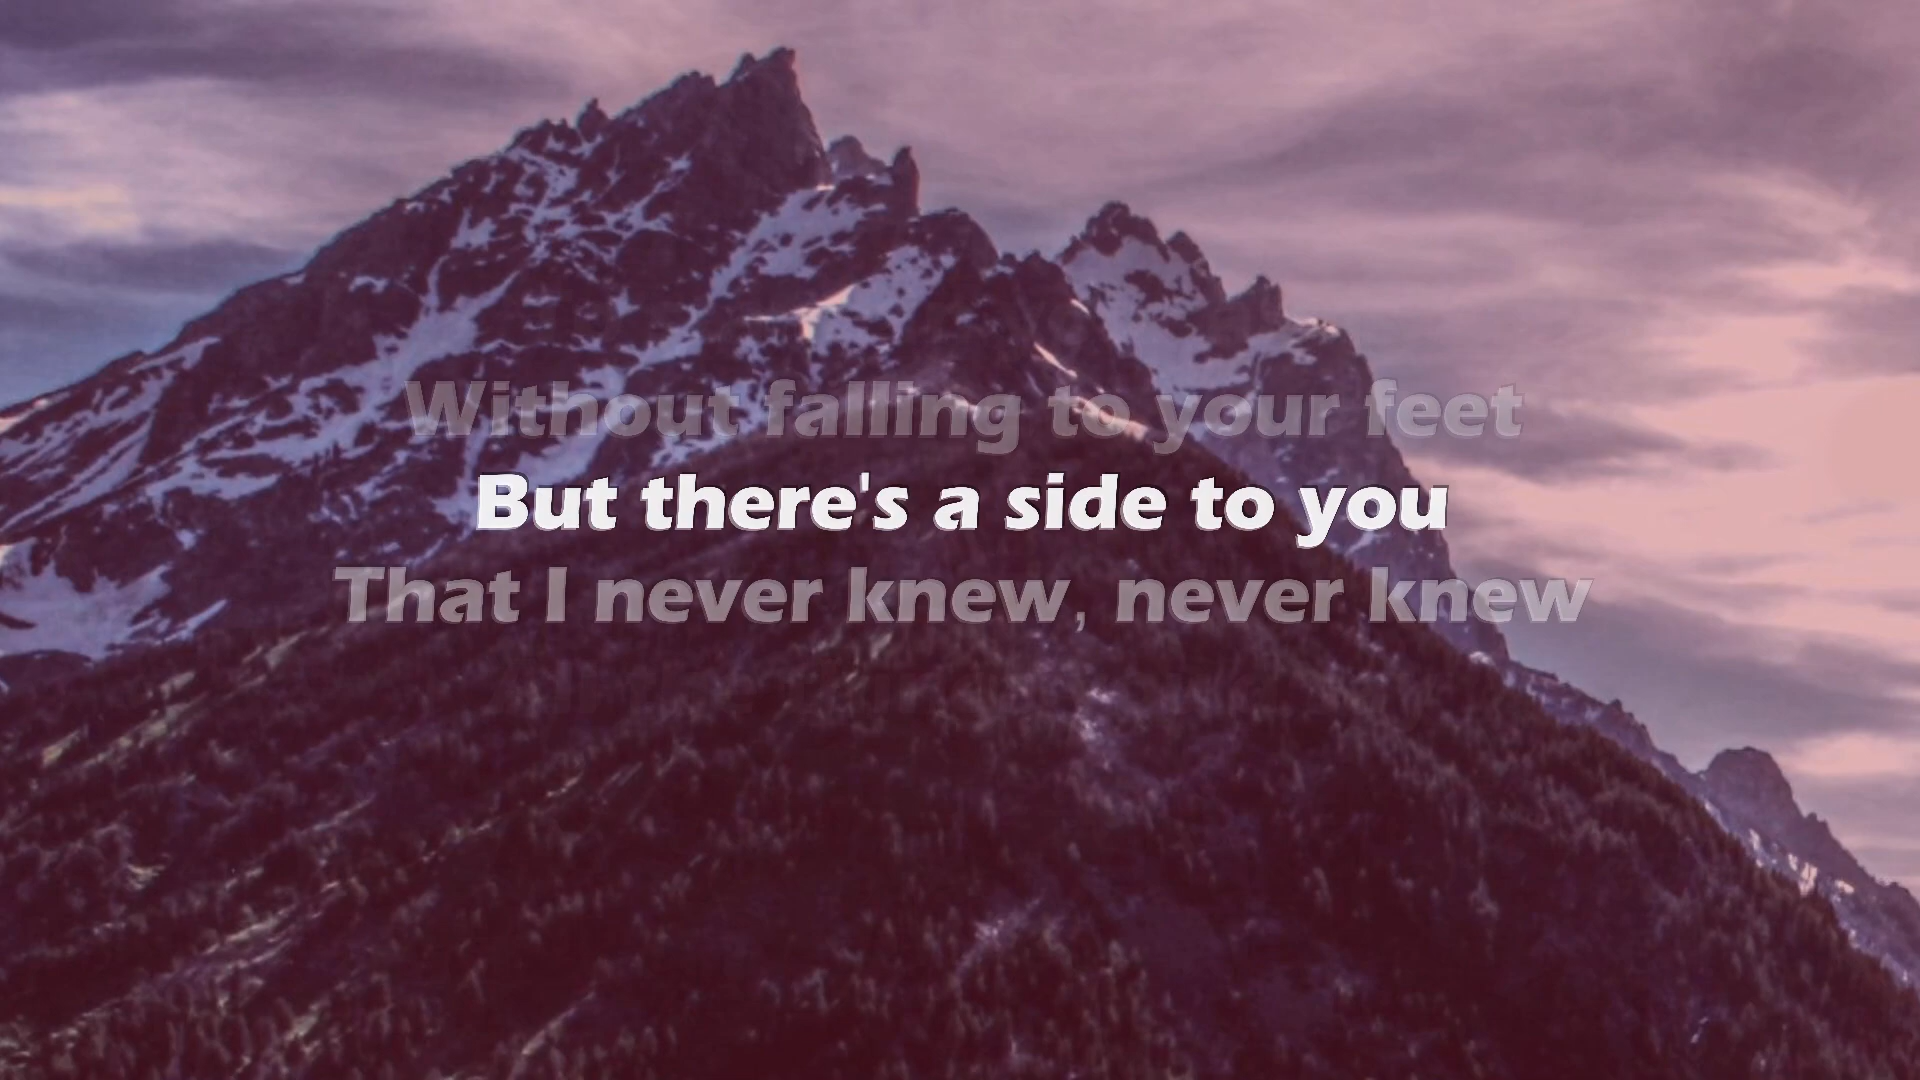 Without falling to your feet
But there's a side to you
That I never knew, never knew